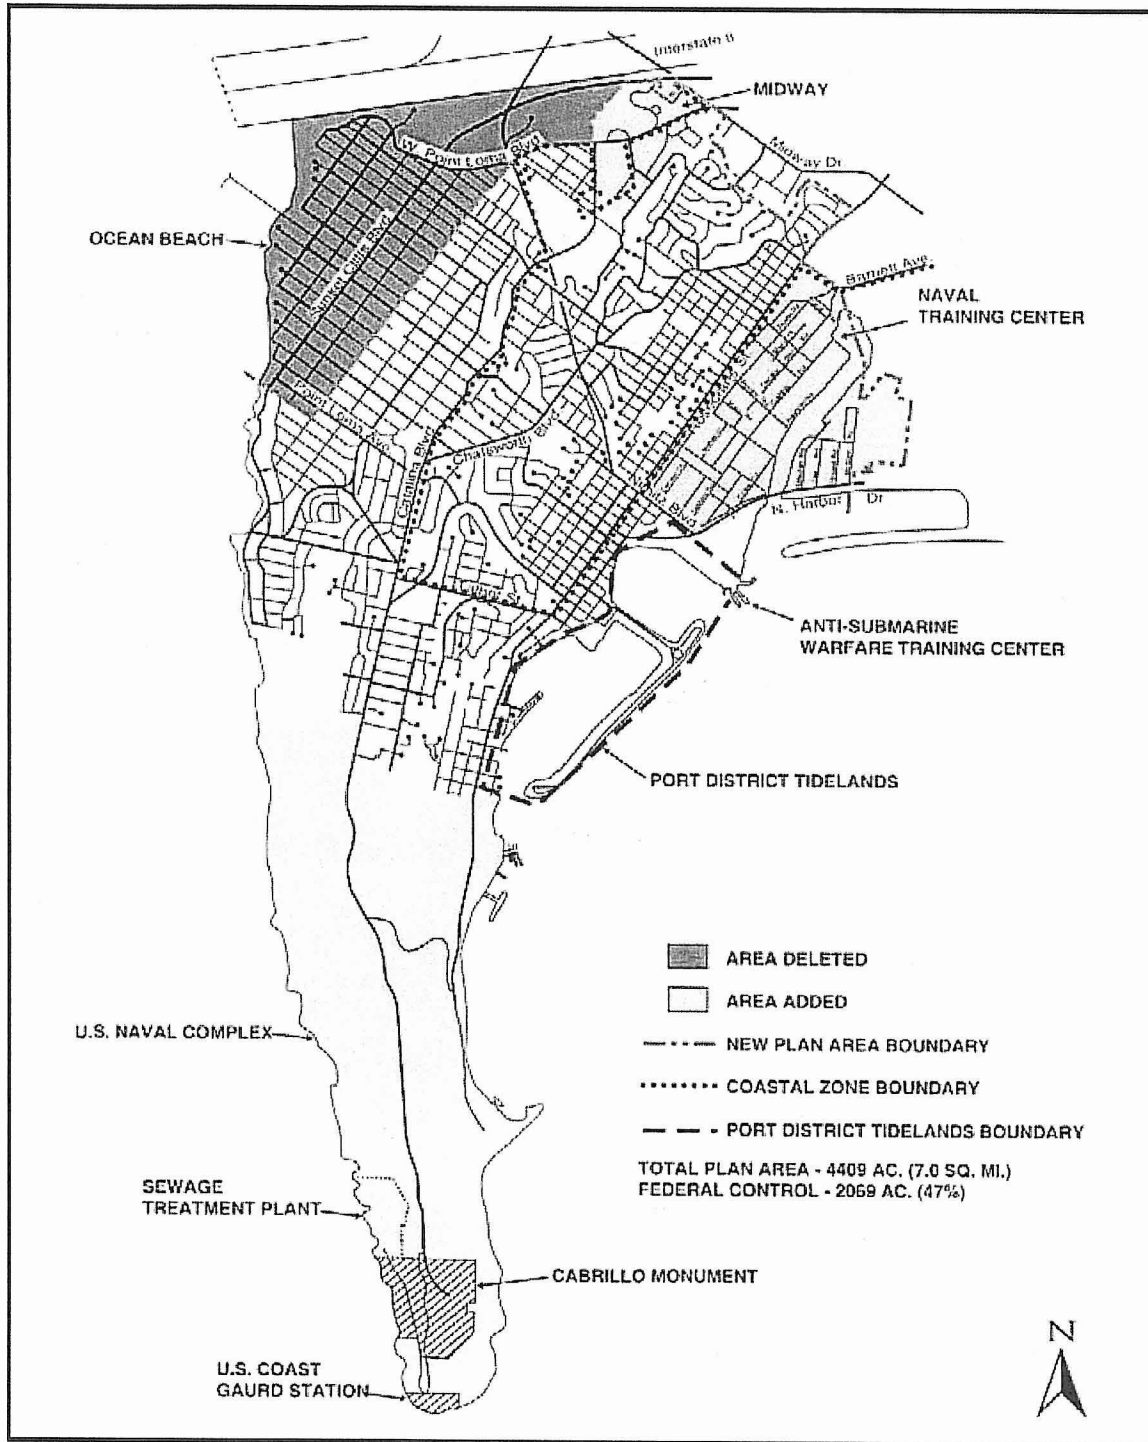 Interstate 8
MIDWAY
W. Point Loma Blvd
Midway Dr
OCEAN BEACH
Sunset Cliffs Blvd
Barnett Ave.
NAVAL
TRAINING CENTER
Point Loma Ave
Catalina Blvd
Chatsworth Blvd
Blvd
N. Harbor Dr
ANTI-SUBMARINE
WARFARE TRAINING CENTER
PORT DISTRICT TIDELANDS
AREA DELETED
AREA ADDED
U.S. NAVAL COMPLEX
NEW PLAN AREA BOUNDARY
COASTAL ZONE BOUNDARY
PORT DISTRICT TIDELANDS BOUNDARY
TOTAL PLAN AREA - 4409 AC. (7.0 SQ. MI.)
FEDERAL CONTROL - 2069 AC. (47%)
SEWAGE
TREATMENT PLANT
CABRILLO MONUMENT
U.S. COAST
GAURD STATION
N